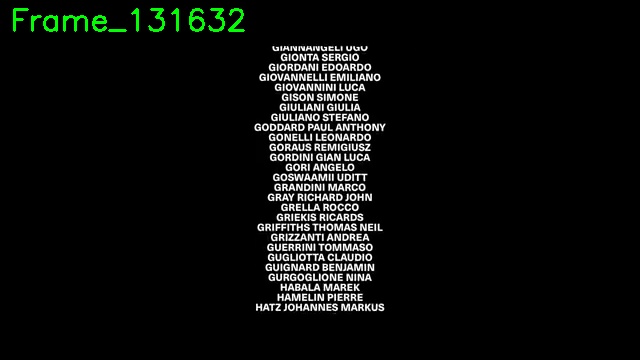 Frame_131632
GIANNANGELI UGO
GIONTA SERGIO
GIORDANI EDOARDO
GIOVANNELLI EMILIANO
GIOVANNINI LUCA
GISON SIMONE
GIULIANI GIULIA
GIULIANO STEFANO
GODDARD PAUL ANTHONY
GONELLI LEONARDO
GORAUS REMIGIUSZ
GORDINI GIAN LUCA
GORI ANGELO
GOSWAAMII UDITT
GRANDINI MARCO
GRAY RICHARD JOHN
GRELLA ROCCO
GRIEKIS RICARDS
GRIFFITHS THOMAS NEIL
GRIZZANTI ANDREA
GUERRINI TOMMASO
GUGLIOTTA CLAUDIO
GUIGNARD BENJAMIN
GURGOGLIONE NINA
HABALA MAREK
HAMELIN PIERRE
HATZ JOHANNES MARKUS